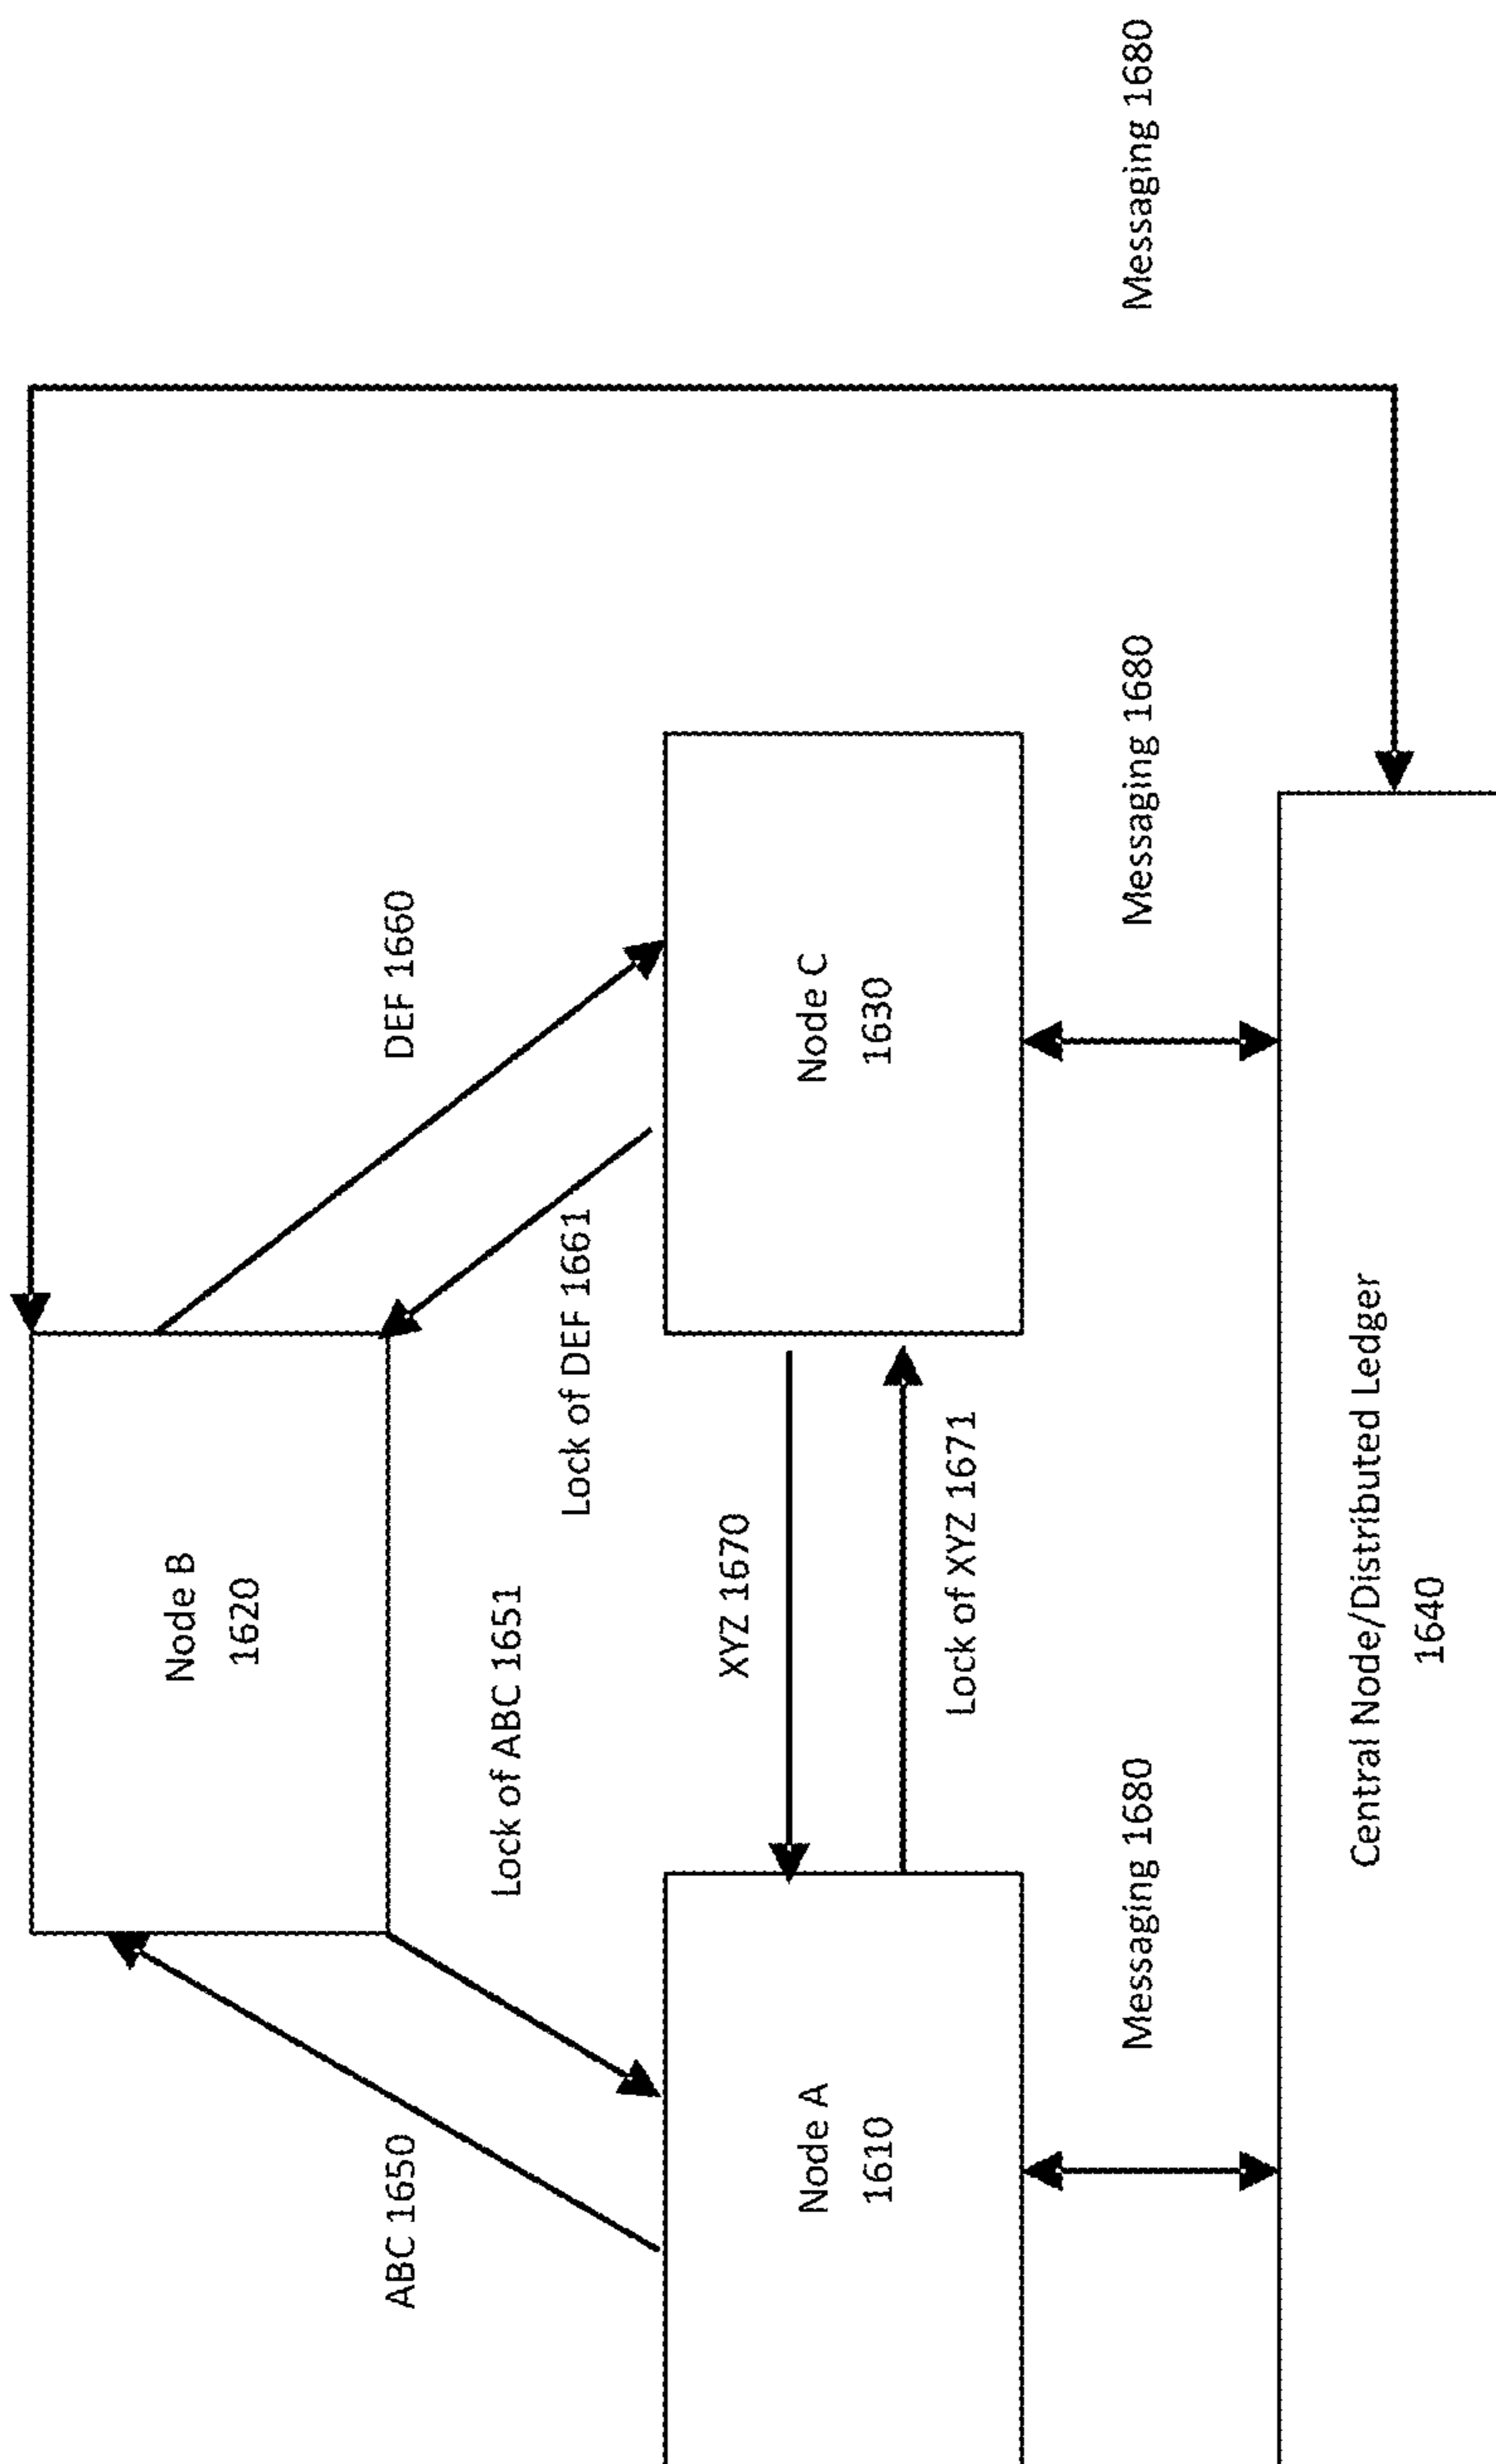 Node B
1620
ABC 1650
DEF 1660
Lock of ABC 1651
Lock of DEF 1661
XYZ 1670
Node A
1610
Node C
1630
Lock of XYZ 1671
Messaging 1680
Messaging 1680
Messaging 1680
Central Node/Distributed Ledger
1640